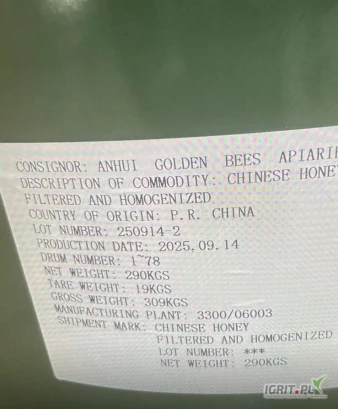 CONSIGNOR: ANHUI GOLDEN BEES
DESCRIPTION OF COMMODITY: CHINESE
FILTERED AND HOMOGENIZED
COUNTRY OF ORIGIN: P.R. CHINA
LOT NUMBER: 250914-2
PRODUCTION DATE: 2025.09.14
DRUM NUMBER: 1~78
NET WEIGHT: 290KGS
TARE WEIGHT: 19KGS
GROSS WEIGHT: 309KGS
MANUFACTURING PLANT: 3300/06003
SHIPMENT MARK: CHINESE HONEY
FILTERED AND HOMOGENIZED
LOT NUMBER: ***
NET WEIGHT: 290KGS
IGRIT.PL